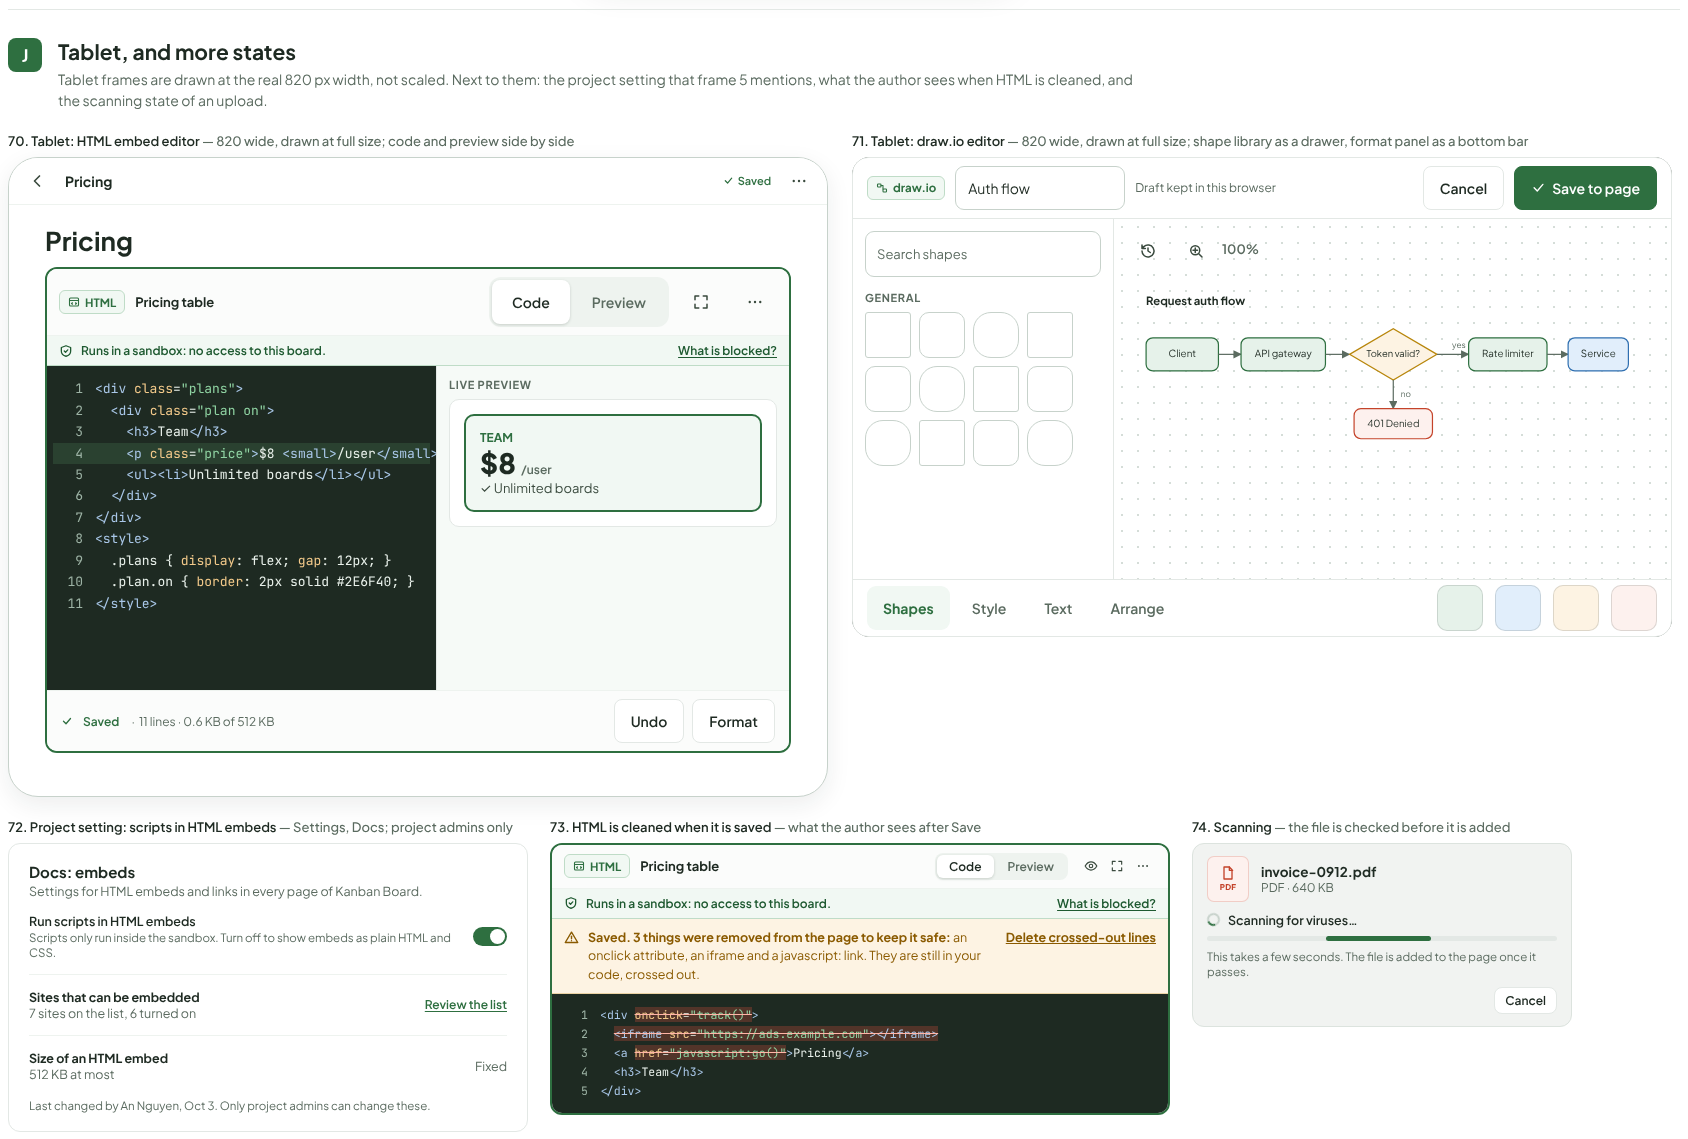 J
Tablet, and more states
Tablet frames are drawn at the real 820 px width, not scaled. Next to them: the project setting that frame 5 mentions, what the author sees when HTML is cleaned, and
the scanning state of an upload.
70. Tablet: HTML embed editor — 820 wide, drawn at full size; code and preview side by side
Pricing
Saved
Pricing
HTML
Pricing table
Code
Preview
Runs in a sandbox: no access to this board.
What is blocked?
1 <div class="plans">
2 <div class="plan on">
3 <h3>Team</h3>
4 <p class="price">$8 <small>/user</small>
5 <ul><li>Unlimited boards</li></ul>
6 </div>
7 </div>
8 <style>
9 .plans { display: flex; gap: 12px; }
10 .plan.on { border: 2px solid #2E6F40; }
11 </style>
LIVE PREVIEW
TEAM
$8 /user
✓ Unlimited boards
Saved · 11 lines · 0.6 KB of 512 KB
Undo
Format
71. Tablet: draw.io editor — 820 wide, drawn at full size; shape library as a drawer, format panel as a bottom bar
draw.io
Auth flow
Draft kept in this browser
Cancel
Save to page
Search shapes
GENERAL
100%
Request auth flow
Client
API gateway
Token valid?
yes
Rate limiter
Service
no
401 Denied
Shapes
Style
Text
Arrange
72. Project setting: scripts in HTML embeds — Settings, Docs; project admins only
Docs: embeds
Settings for HTML embeds and links in every page of Kanban Board.
Run scripts in HTML embeds
Scripts only run inside the sandbox. Turn off to show embeds as plain HTML and
CSS.
Sites that can be embedded
7 sites on the list, 6 turned on
Review the list
Size of an HTML embed
512 KB at most
Fixed
Last changed by An Nguyen, Oct 3. Only project admins can change these.
73. HTML is cleaned when it is saved — what the author sees after Save
HTML
Pricing table
Code
Preview
Runs in a sandbox: no access to this board.
What is blocked?
Saved. 3 things were removed from the page to keep it safe: an
onclick attribute, an iframe and a javascript: link. They are still in your
code, crossed out.
Delete crossed-out lines
1 <div onclick="track()">
2 <iframe src="https://ads.example.com"></iframe>
3 <a href="javascript:go()">Pricing</a>
4 <h3>Team</h3>
5 </div>
74. Scanning — the file is checked before it is added
PDF
invoice-0912.pdf
PDF · 640 KB
Scanning for viruses…
This takes a few seconds. The file is added to the page once it
passes.
Cancel